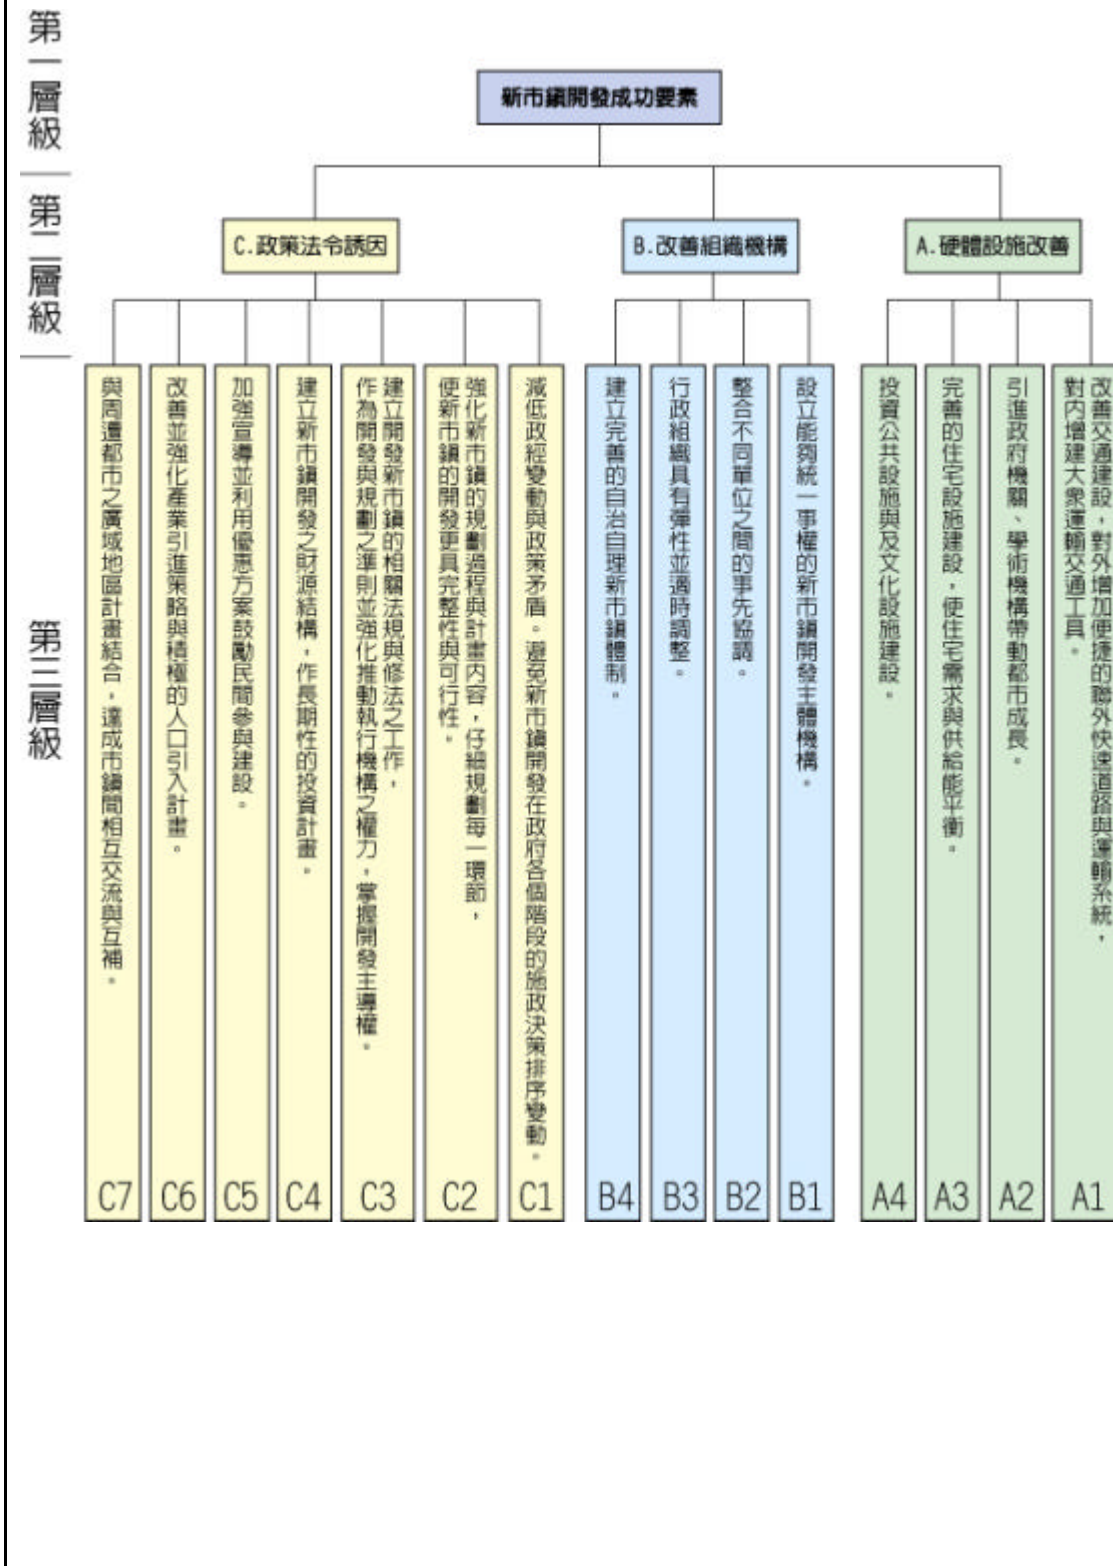 第一層級
新市鎮開發成功要素
第二層級
A.硬體設施改善
B.改善組織機構
C.政策法令誘因
第三層級
改善交通建設，對外增加便捷的聯外快速道路與運輸系統，
對內增建大眾運輸交通工具。
A1
引進政府機關、學術機構帶動都市成長。
A2
完善的住宅設施建設，使住宅需求與供給能平衡。
A3
投資公共設施與及文化設施建設。
A4
設立能夠統一事權的新市鎮開發主體機構。
B1
整合不同單位之間的事先協調。
B2
行政組織具有彈性並適時調整。
B3
建立完善的自治自理新市鎮體制。
B4
減低政經變動與政策矛盾。避免新市鎮開發在政府各個階段的施政決策排序變動。
C1
強化新市鎮的規劃過程與計畫內容，仔細規劃每一環節，
使新市鎮的開發更具完整性與可行性。
C2
建立開發新市鎮的相關法規與修法之工作，
作為開發與規劃之準則並強化推動執行機構之權力，掌握開發主導權。
C3
建立新市鎮開發之財源結構，作長期性的投資計畫。
C4
加強宣導並利用優惠方案鼓勵民間參與建設。
C5
改善並強化產業引進策略與積極的人口引入計畫。
C6
與周遭都市之廣域地區計畫結合，達成市鎮間相互交流與互補。
C7